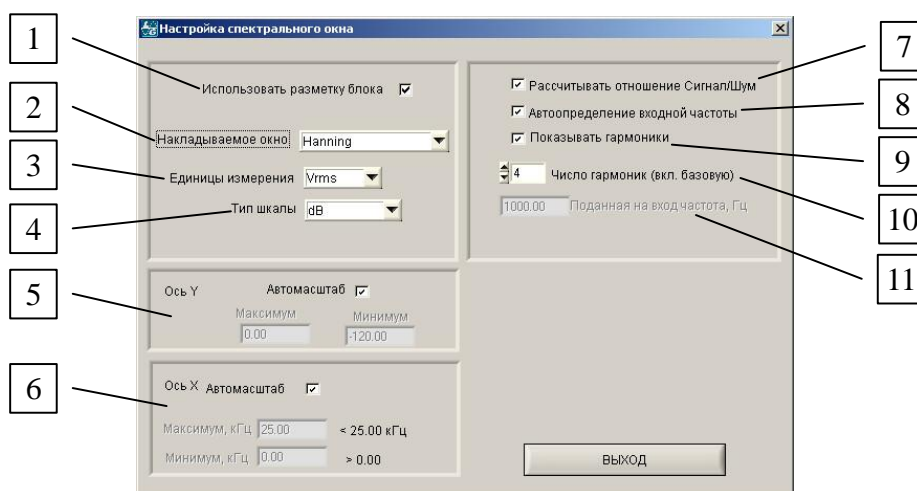 Настройка спектрального окна
1
2
3
4
5
6
Использовать разметку блока
Накладываемое окно Hanning
Единицы измерения Vrms
Тип шкалы dB
Ось Y Автомасштаб
Максимум Минимум
0.00 -120.00
Ось X Автомасштаб
Максимум, кГц 25.00 < 25.00 кГц
Минимум, кГц 0.00 > 0.00
Рассчитывать отношение Сигнал/Шум
Автоопределение входной частоты
Показывать гармоники
4 Число гармоник (вкл. базовую)
1000.00 Поданная на вход частота, Гц
ВЫХОД
7
8
9
10
11